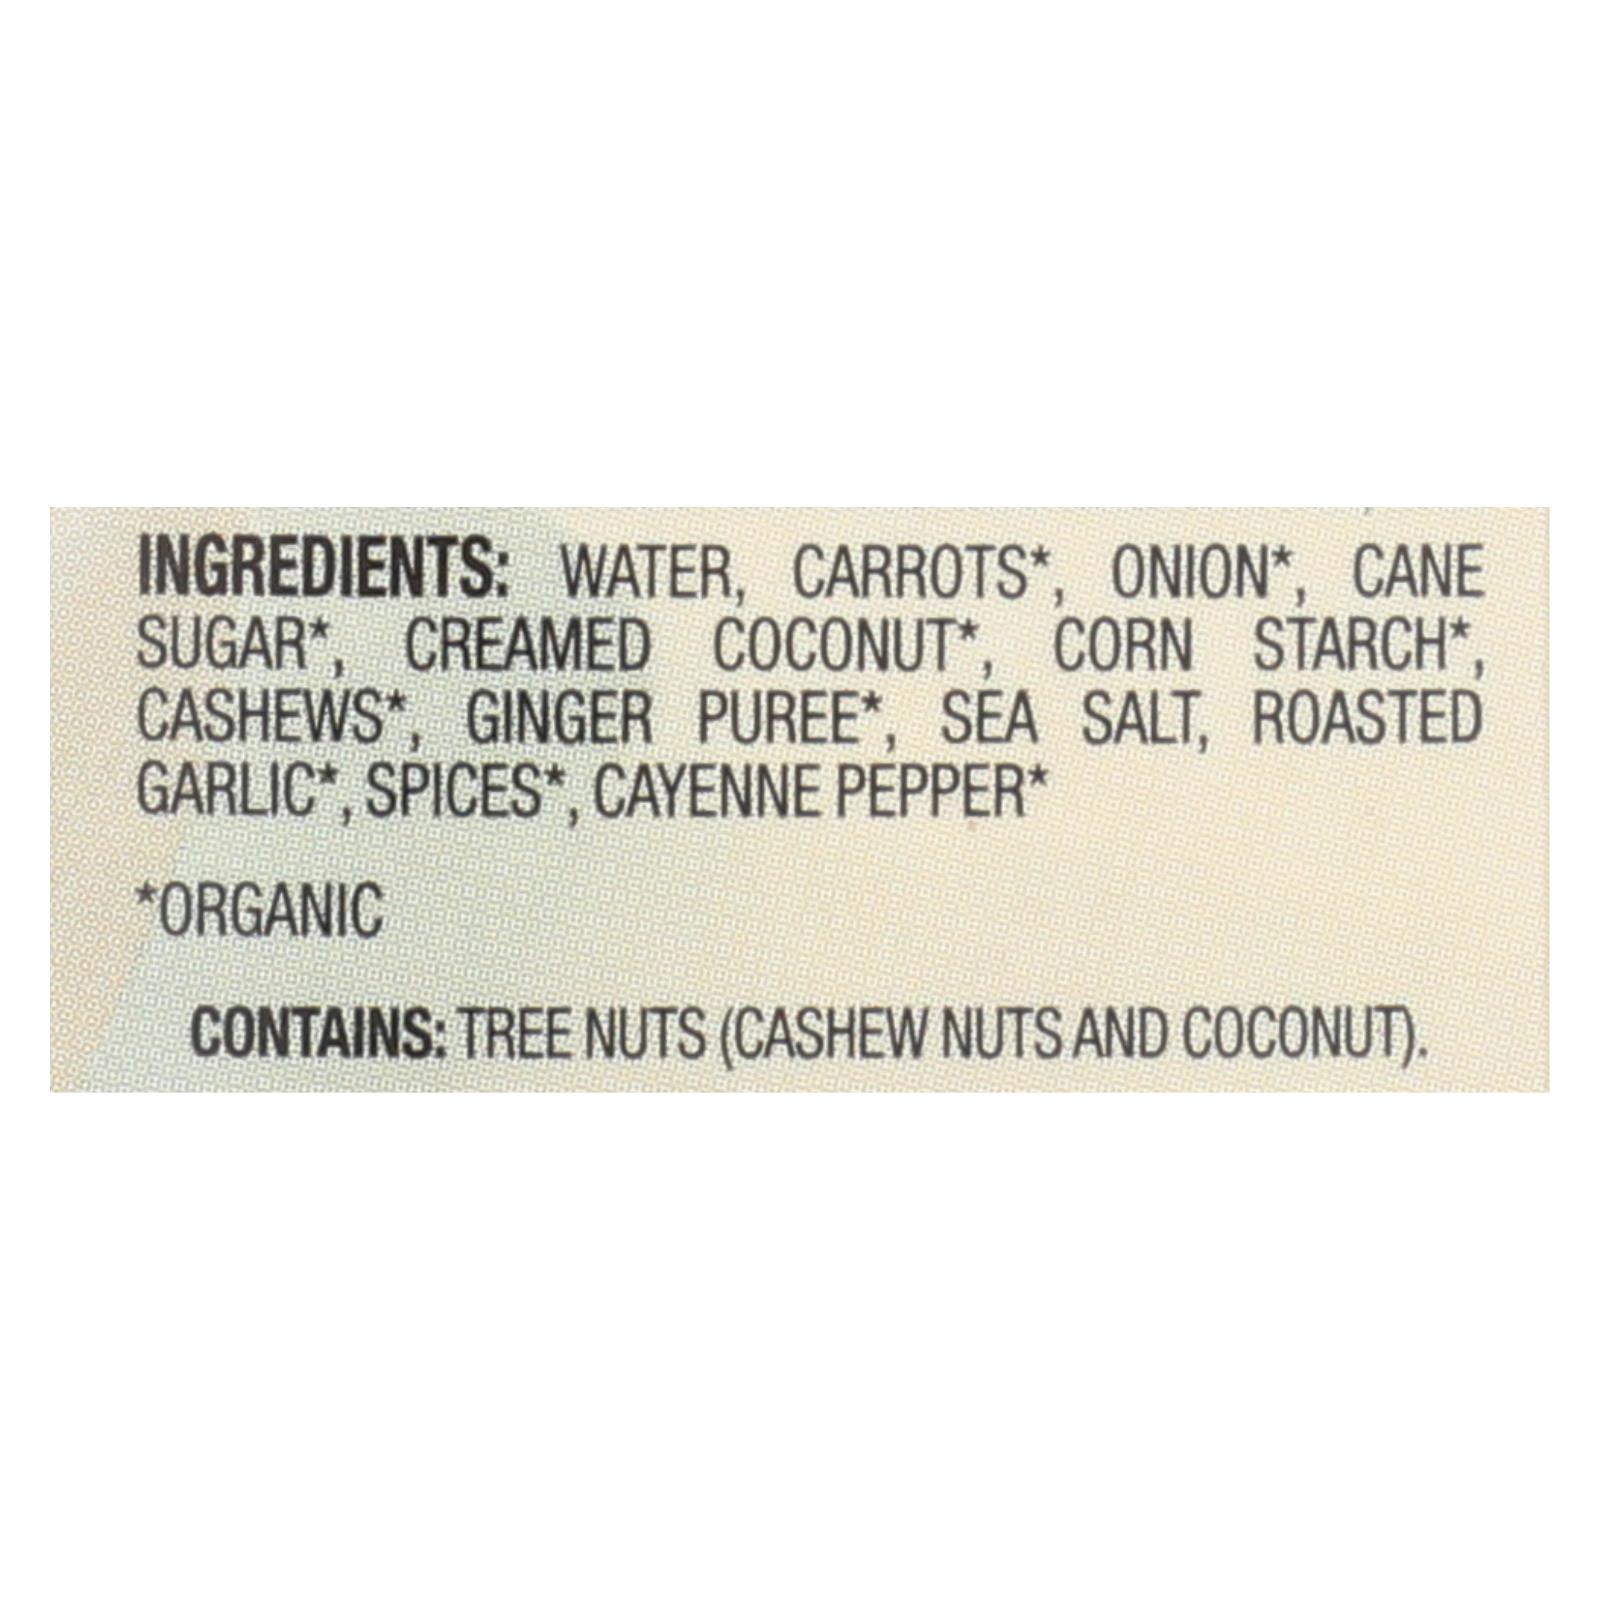 INGREDIENTS: WATER, CARROTS*, ONION*, CANE
SUGAR*, CREAMED COCONUT*, CORN STARCH*,
CASHEWS*, GINGER PUREE*, SEA SALT, ROASTED
GARLIC*, SPICES*, CAYENNE PEPPER*
*ORGANIC
CONTAINS: TREE NUTS (CASHEW NUTS AND COCONUT).